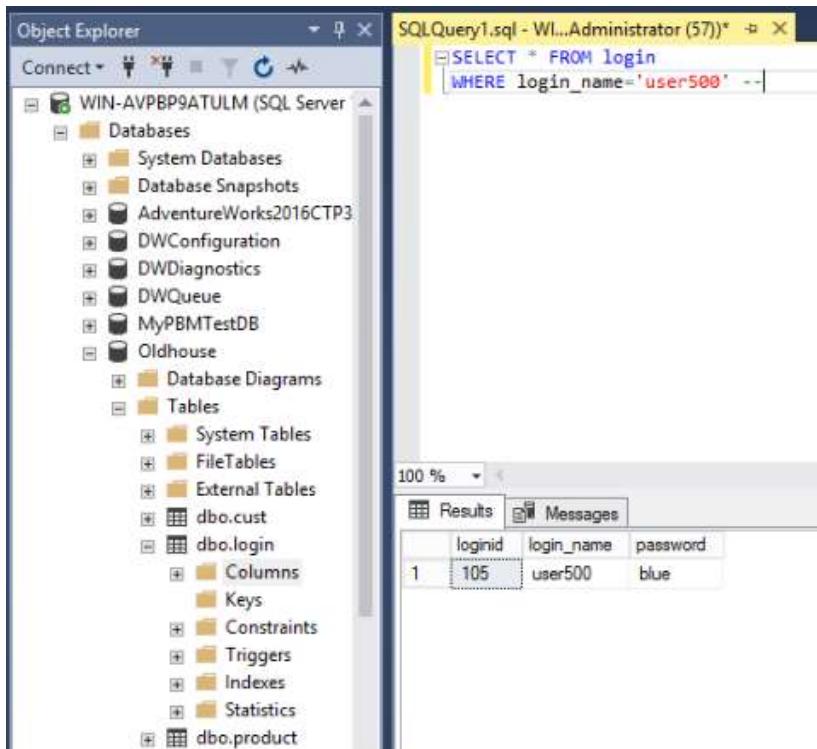 Object Explorer
Connect
WIN-AVPBP9ATULM (SQL Server
Databases
System Databases
Database Snapshots
AdventureWorks2016CTP3
DWConfiguration
DWDiagnostics
DWQueue
MyPBMTestDB
Oldhouse
Database Diagrams
Tables
System Tables
FileTables
External Tables
dbo.cust
dbo.login
Columns
Keys
Constraints
Triggers
Indexes
Statistics
dbo.product
SQLQuery1.sql - WI...Administrator (57))*
SELECT * FROM login
WHERE login_name='user500' --
100 %
Results Messages
loginid login_name password
1 105 user500 blue